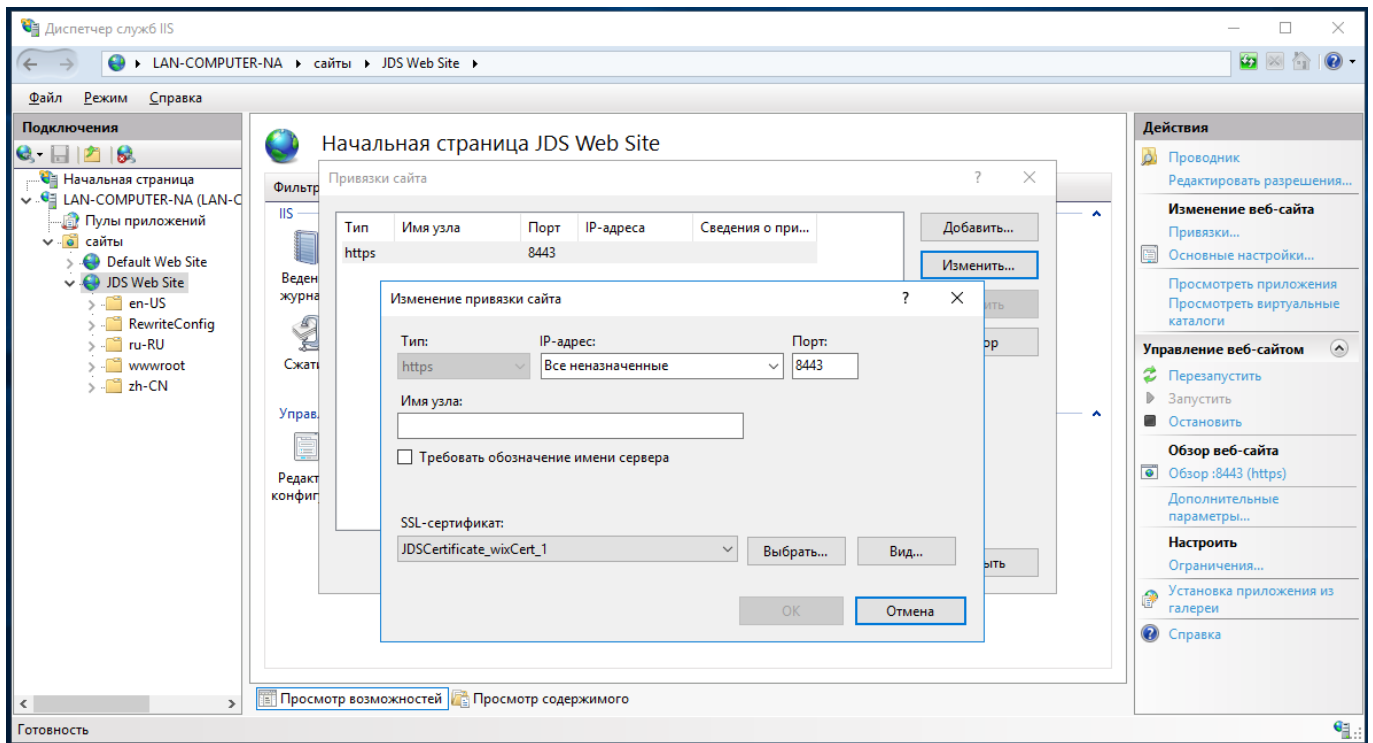 Диспетчер служб IIS
LAN-COMPUTER-NA сайты JDS Web Site
Файл Режим Справка
Подключения
Начальная страница
LAN-COMPUTER-NA (LAN-C
Пулы приложений
сайты
Default Web Site
JDS Web Site
en-US
RewriteConfig
ru-RU
wwwroot
zh-CN
Начальная страница JDS Web Site
Фильтр
IIS
Веден
журна
Сжати
Управ.
Редакт
конфиг
Привязки сайта ?
Тип Имя узла Порт IP-адреса Сведения о при...
https 8443
Добавить...
Изменить...
ить
ор
ыть
Изменение привязки сайта ?
Тип: IP-адрес: Порт:
https Все неназначенные 8443
Имя узла:
Требовать обозначение имени сервера
SSL-сертификат:
JDSCertificate_wixCert_1 Выбрать... Вид...
OK Отмена
Просмотр возможностей Просмотр содержимого
Действия
Проводник
Редактировать разрешения...
Изменение веб-сайта
Привязки...
Основные настройки...
Просмотреть приложения
Просмотреть виртуальные
каталоги
Управление веб-сайтом
Перезапустить
Запустить
Остановить
Обзор веб-сайта
Обзор :8443 (https)
Дополнительные
параметры...
Настроить
Ограничения...
Установка приложения из
галереи
Справка
Готовность